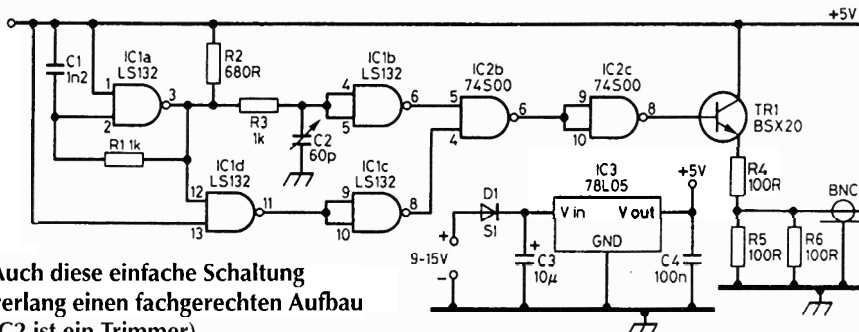 +5V
C1
1n2
IC1a
LS132
1
2
3
R2
680R
R3
1k
C2
60p
IC1b
LS132
4
5
6
IC2b
74S00
5
4
6
IC2c
74S00
9
10
8
TR1
BSX20
R1 1k
IC1d
LS132
12
13
11
IC1c
LS132
9
10
8
D1
S1
+
9-15V
-
+
C3
10µ
IC3
78L05
V in
V out
GND
+5V
C4
100n
R4
100R
R5
100R
R6
100R
BNC
Auch diese einfache Schaltung
verlang einen fachgerechten Aufbau
(C2 ist ein Trimmer)